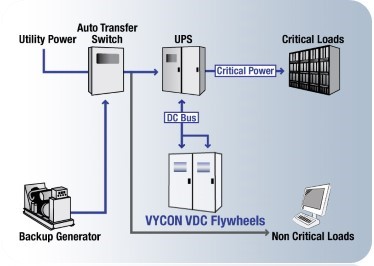 Auto Transfer
Switch
Utility Power
UPS
Critical Loads
Critical Power
DC Bus
VYCON VDC Flywheels
Backup Generator
Non Critical Loads